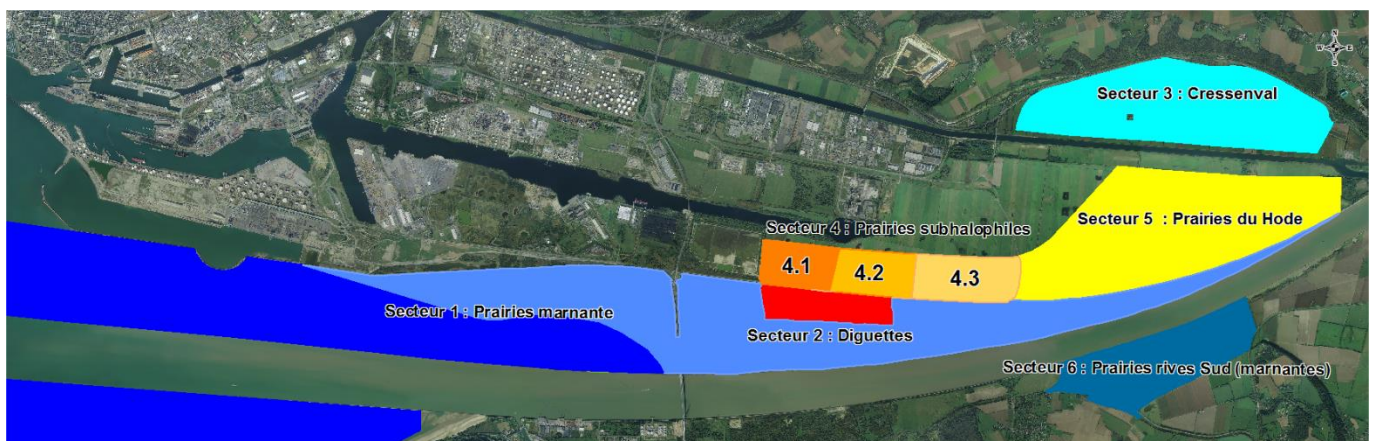 N
W E
S
Secteur 3 : Cressenval
Secteur 5 : Prairies du Hode
Secteur 4 : Prairies subhalophiles
4.1 4.2 4.3
Secteur 1 : Prairies marnante
Secteur 2 : Diguettes
Secteur 6 : Prairies rives Sud (marnantes)